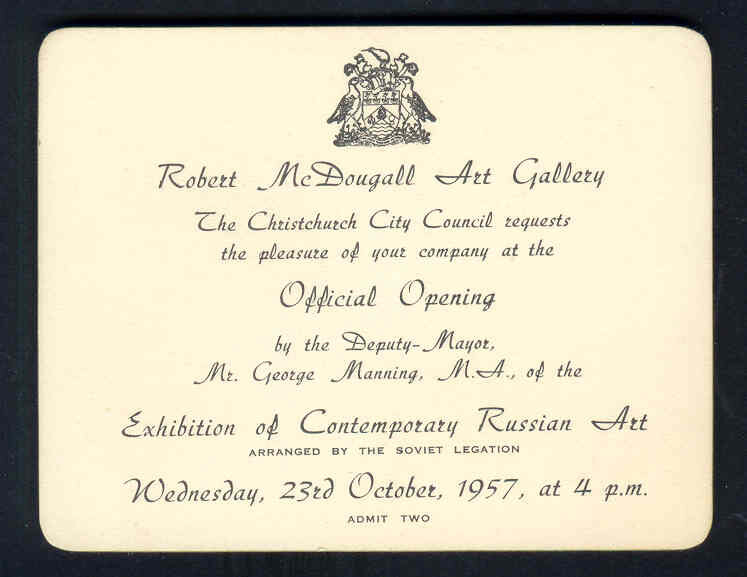 Robert McDougall Art Gallery
The Christchurch City Council requests
the pleasure of your company at the
Official Opening
by the Deputy-Mayor,
Mr. George Manning, M.A., of the
Exhibition of Contemporary Russian Art
ARRANGED BY THE SOVIET LEGATION
Wednesday, 23rd October, 1957, at 4 p.m.
ADMIT TWO